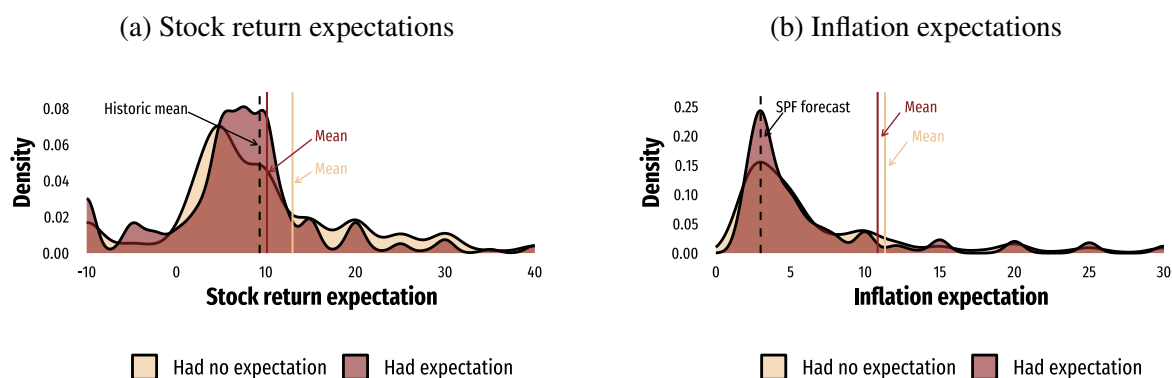 (a) Stock return expectations
Density
0.08
0.06
0.04
0.02
0.00
Historic mean
Mean
Mean
-10
0
10
20
30
40
Stock return expectation
Had no expectation
Had expectation
(b) Inflation expectations
Density
0.25
0.20
0.15
0.10
0.05
0.00
SPF forecast
Mean
Mean
0
5
10
15
20
25
30
Inflation expectation
Had no expectation
Had expectation